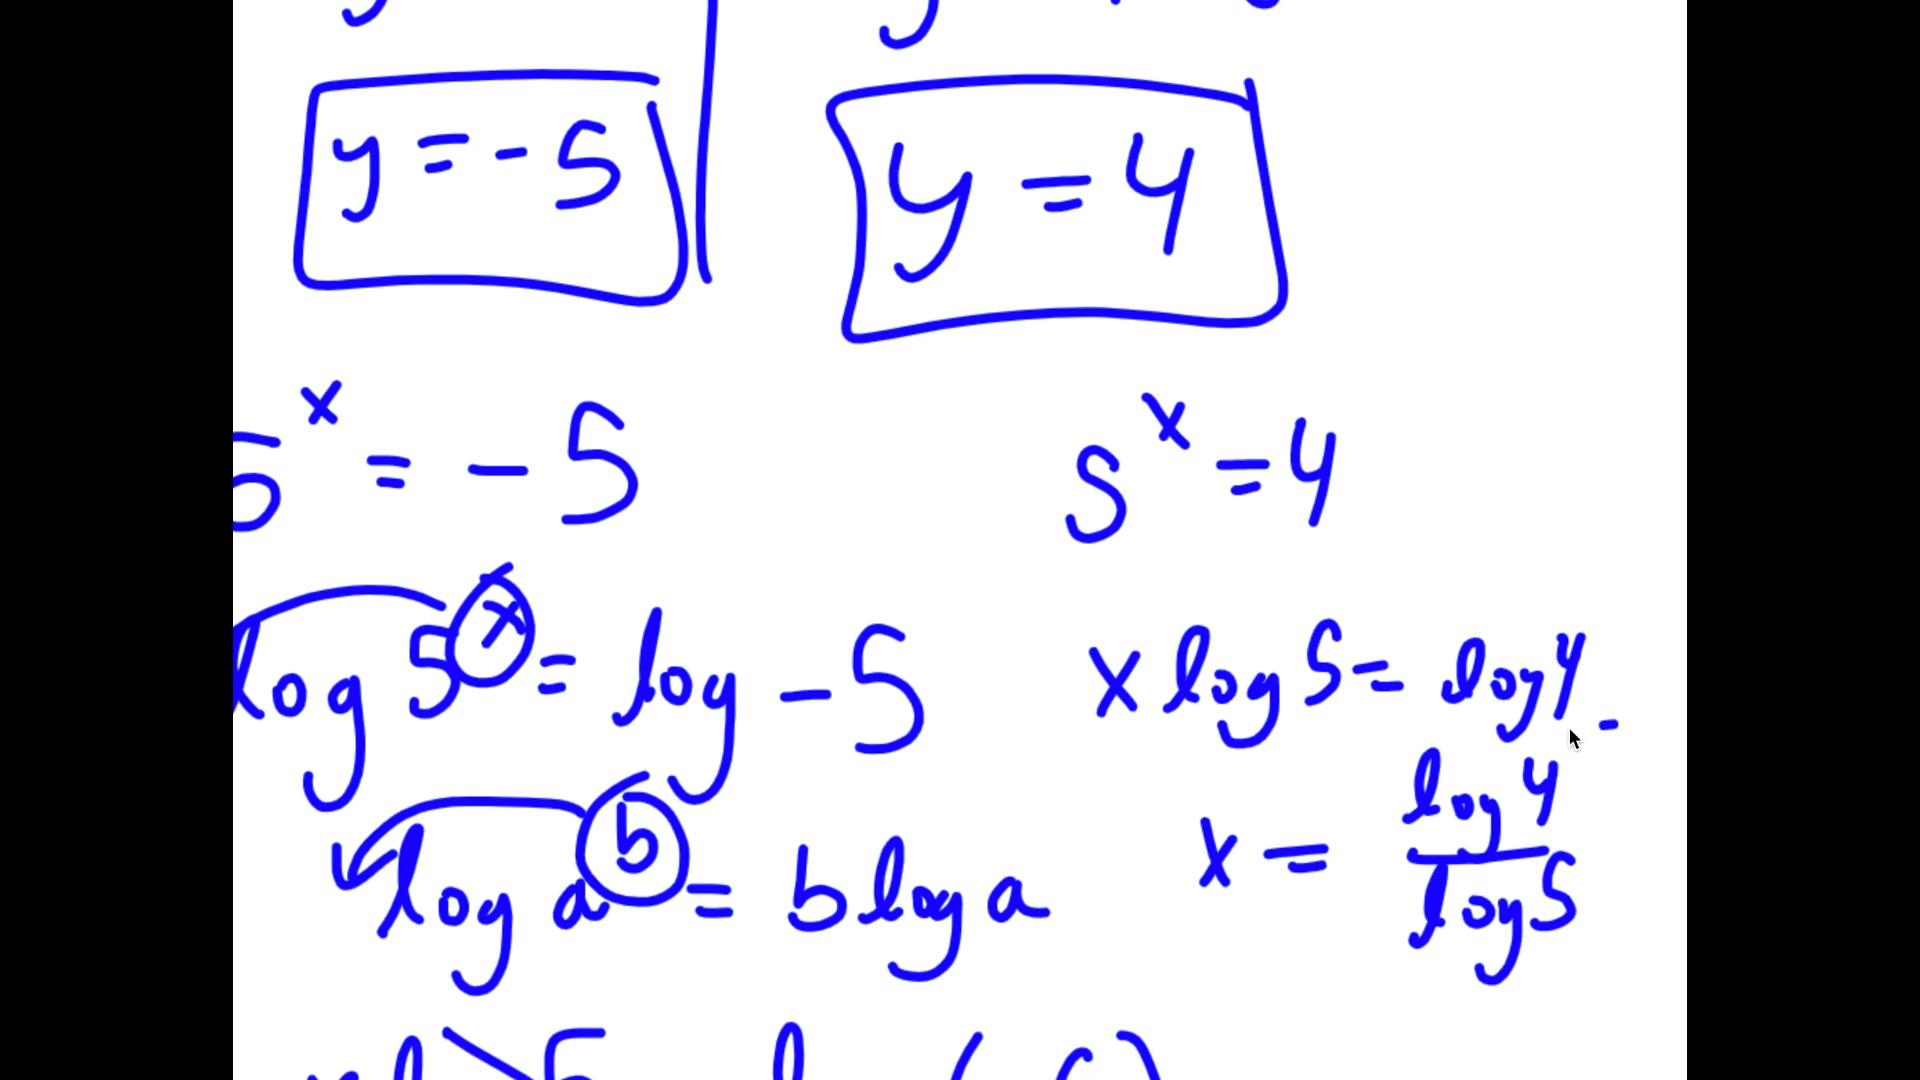 y = -5
y = 4
5^x = -5
5^x = 4
log 5^x = log -5
x log 5 = log 4
log a^b = b log a
x = log 4 / log 5